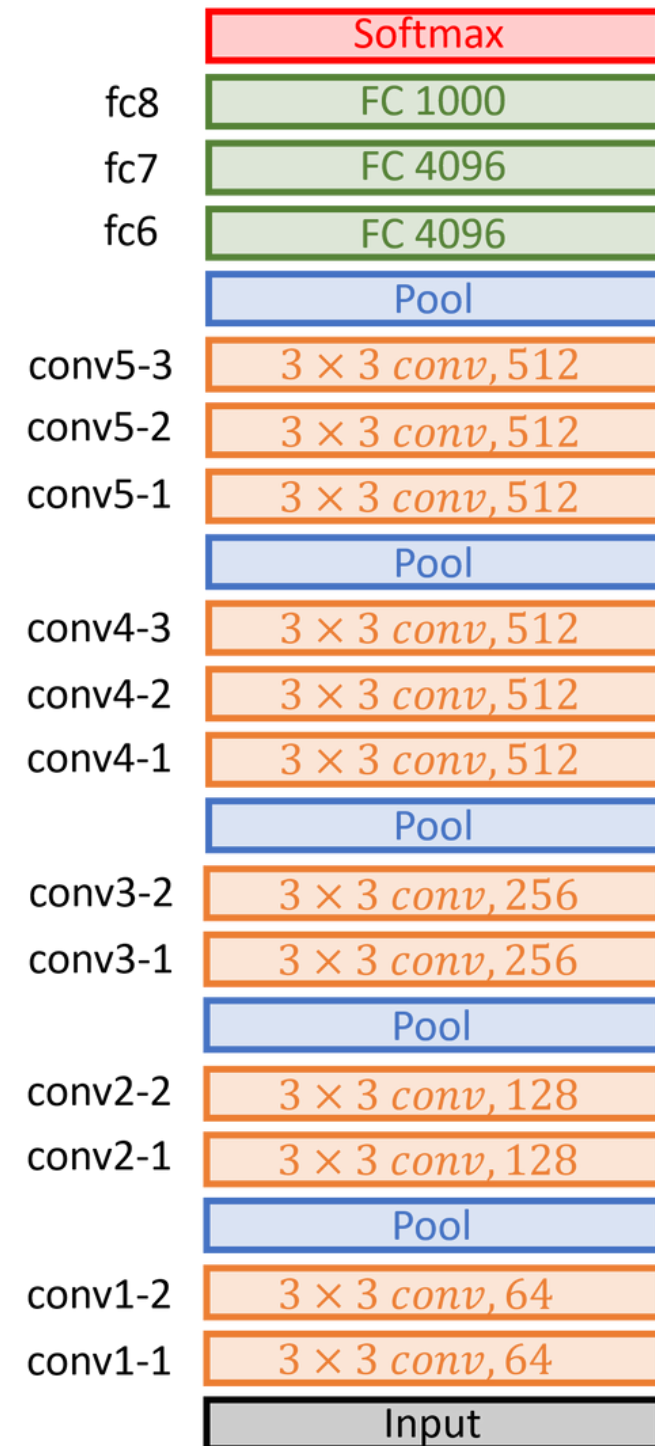 Softmax
fc8 FC 1000
fc7 FC 4096
fc6 FC 4096
Pool
conv5-3 3 × 3 conv, 512
conv5-2 3 × 3 conv, 512
conv5-1 3 × 3 conv, 512
Pool
conv4-3 3 × 3 conv, 512
conv4-2 3 × 3 conv, 512
conv4-1 3 × 3 conv, 512
Pool
conv3-2 3 × 3 conv, 256
conv3-1 3 × 3 conv, 256
Pool
conv2-2 3 × 3 conv, 128
conv2-1 3 × 3 conv, 128
Pool
conv1-2 3 × 3 conv, 64
conv1-1 3 × 3 conv, 64
Input